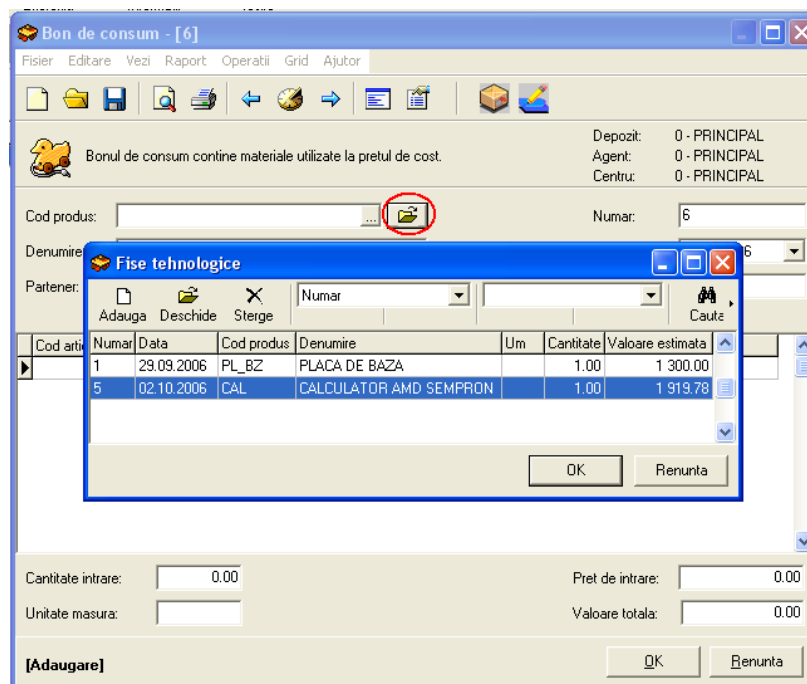 Bon de consum - [6]
Fisier Editare Vezi Raport Operatii Grid Ajutor
Bonul de consum contine materiale utilizate la pretul de cost.
Depozit: 0 - PRINCIPAL
Agent: 0 - PRINCIPAL
Centru: 0 - PRINCIPAL
Cod produs: ...
Numar: 6
Denumire
6
Partener:
Fise tehnologice
Adauga Deschide Sterge Numar Cauta
Cod arti
Numar Data Cod produs Denumire Um Cantitate Valoare estimata
1 29.09.2006 PL_BZ PLACA DE BAZA 1.00 1 300.00
5 02.10.2006 CAL CALCULATOR AMD SEMPRON 1.00 1 919.78
OK Renunta
Cantitate intrare: 0.00
Pret de intrare: 0.00
Unitate masura:
Valoare totala: 0.00
[Adaugare]
OK Renunta